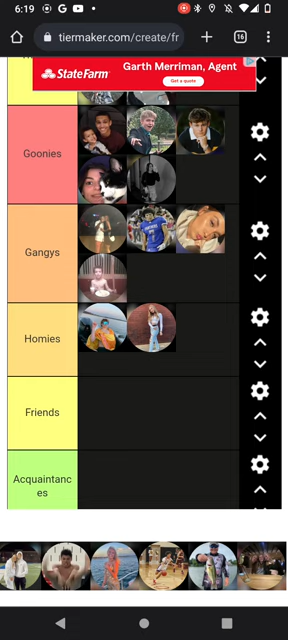 6:19
tiermaker.com/create/fr
16
StateFarm
Garth Merriman, Agent
Get a quote
Goonies
Gangys
Homies
Friends
Acquaintanc
es